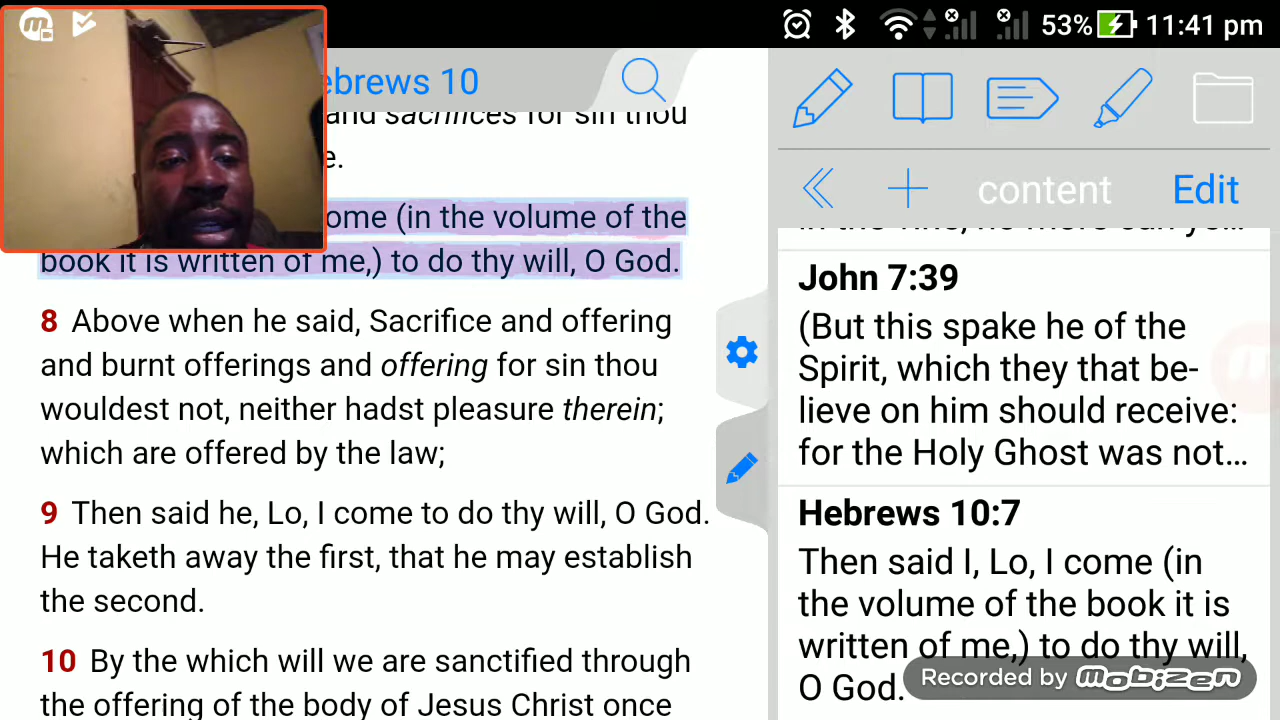 53% 11:41 pm
ebrews 10
and sacrifices for sin thou
e.
ome (in the volume of the
book it is written of me,) to do thy will, O God.
8 Above when he said, Sacrifice and offering
and burnt offerings and offering for sin thou
wouldest not, neither hadst pleasure therein;
which are offered by the law;
9 Then said he, Lo, I come to do thy will, O God.
He taketh away the first, that he may establish
the second.
10 By the which will we are sanctified through
the offering of the body of Jesus Christ once
content Edit
John 7:39
(But this spake he of the
Spirit, which they that be-
lieve on him should receive:
for the Holy Ghost was not...
Hebrews 10:7
Then said I, Lo, I come (in
the volume of the book it is
written of me,) to do thy will,
O God.
Recorded by mobizen